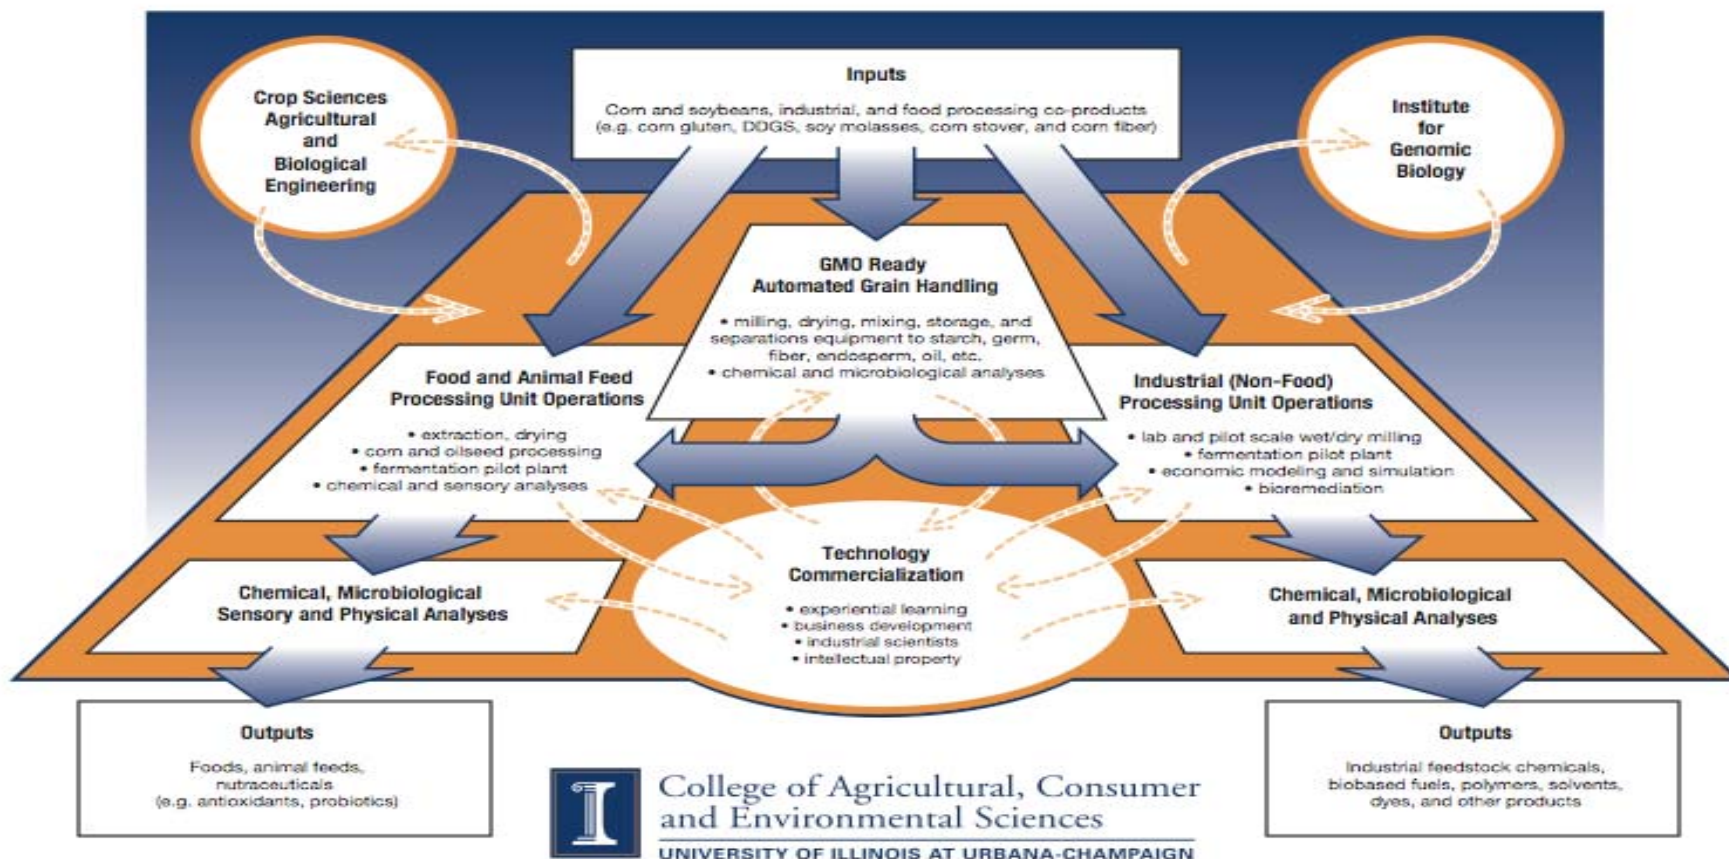 Crop Sciences
Agricultural
and
Biological
Engineering
Inputs
Corn and soybeans, industrial, and food processing co-products
(e.g. corn gluten, DDGS, soy molasses, corn stover, and corn fiber)
Institute
for
Genomic
Biology
GMO Ready
Automated Grain Handling
• milling, drying, mixing, storage, and
separations equipment to starch, germ,
fiber, endosperm, oil, etc.
• chemical and microbiological analyses
Food and Animal Feed
Processing Unit Operations
• extraction, drying
• corn and oilseed processing
• fermentation pilot plant
• chemical and sensory analyses
Industrial (Non-Food)
Processing Unit Operations
• lab and pilot scale wet/dry milling
• fermentation pilot plant
• economic modeling and simulation
• bioremediation
Technology
Commercialization
• experiential learning
• business development
• industrial scientists
• intellectual property
Chemical, Microbiological
Sensory and Physical Analyses
Chemical, Microbiological
and Physical Analyses
Outputs
Foods, animal feeds,
nutraceuticals
(e.g. antioxidants, probiotics)
Outputs
Industrial feedstock chemicals,
biobased fuels, polymers, solvents,
dyes, and other products
I
College of Agricultural, Consumer
and Environmental Sciences
UNIVERSITY OF ILLINOIS AT URBANA-CHAMPAIGN